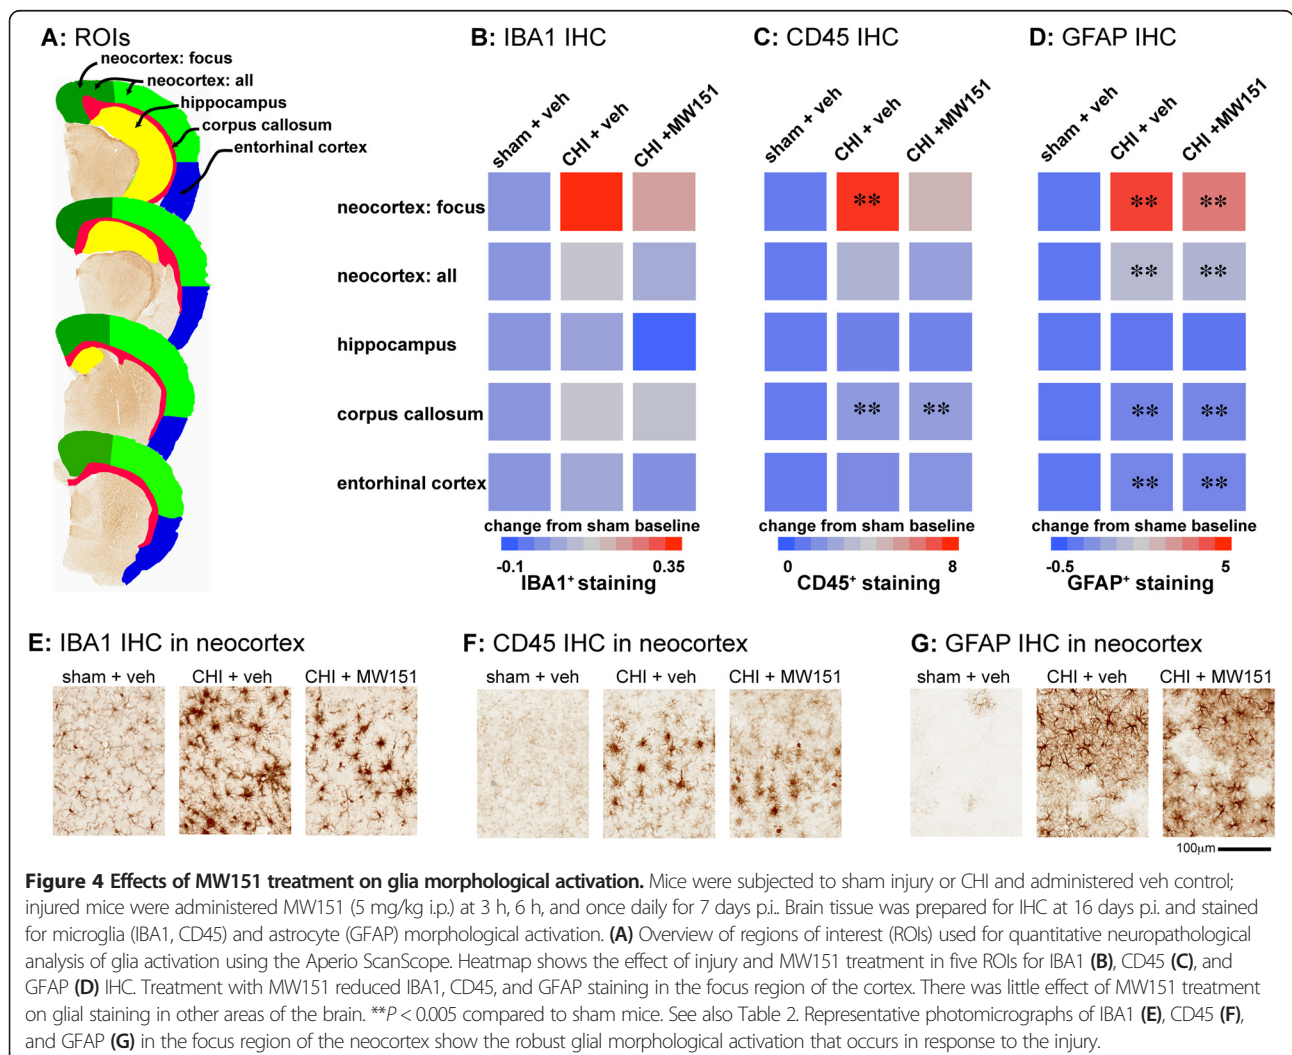 A: ROIs
neocortex: focus
neocortex: all
hippocampus
corpus callosum
entorhinal cortex
B: IBA1 IHC
C: CD45 IHC
D: GFAP IHC
sham + veh
CHI + veh
CHI +MW151
sham + veh
CHI + veh
CHI +MW151
sham + veh
CHI + veh
CHI +MW151
neocortex: focus
** ** **
neocortex: all
** **
hippocampus
corpus callosum
** ** ** **
entorhinal cortex
** **
change from sham baseline
-0.1 0.35
IBA1⁺ staining
change from sham baseline
0 8
CD45⁺ staining
change from shame baseline
-0.5 5
GFAP⁺ staining
E: IBA1 IHC in neocortex
sham + veh CHI + veh CHI + MW151
F: CD45 IHC in neocortex
sham + veh CHI + veh CHI + MW151
G: GFAP IHC in neocortex
sham + veh CHI + veh CHI + MW151
100µm
Figure 4 Effects of MW151 treatment on glia morphological activation. Mice were subjected to sham injury or CHI and administered veh control;
injured mice were administered MW151 (5 mg/kg i.p.) at 3 h, 6 h, and once daily for 7 days p.i.. Brain tissue was prepared for IHC at 16 days p.i. and stained
for microglia (IBA1, CD45) and astrocyte (GFAP) morphological activation. (A) Overview of regions of interest (ROIs) used for quantitative neuropathological
analysis of glia activation using the Aperio ScanScope. Heatmap shows the effect of injury and MW151 treatment in five ROIs for IBA1 (B), CD45 (C), and
GFAP (D) IHC. Treatment with MW151 reduced IBA1, CD45, and GFAP staining in the focus region of the cortex. There was little effect of MW151 treatment
on glial staining in other areas of the brain. **P < 0.005 compared to sham mice. See also Table 2. Representative photomicrographs of IBA1 (E), CD45 (F),
and GFAP (G) in the focus region of the neocortex show the robust glial morphological activation that occurs in response to the injury.